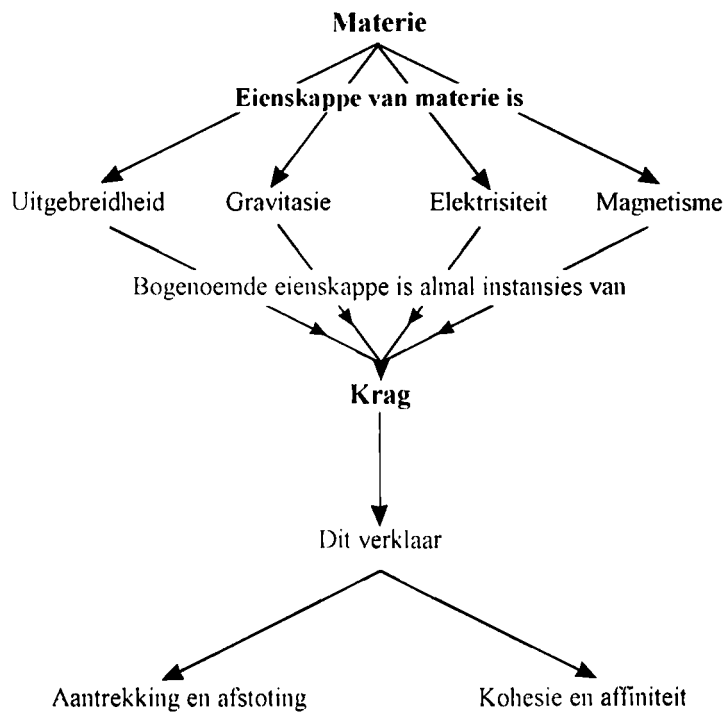 Materie
Eienskappe van materie is
Uitgebreidheid Gravitasie Elektrisiteit Magnetisme
Bogenoemde eienskappe is almal instansies van
Krag
Dit verklaar
Aantrekking en afstoting Kohesie en affiniteit